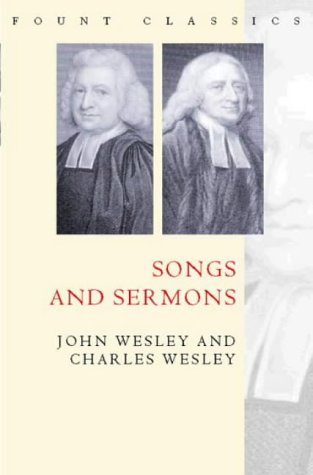 FOUNT CLASSICS
SONGS
AND SERMONS
JOHN WESLEY AND
CHARLES WESLEY